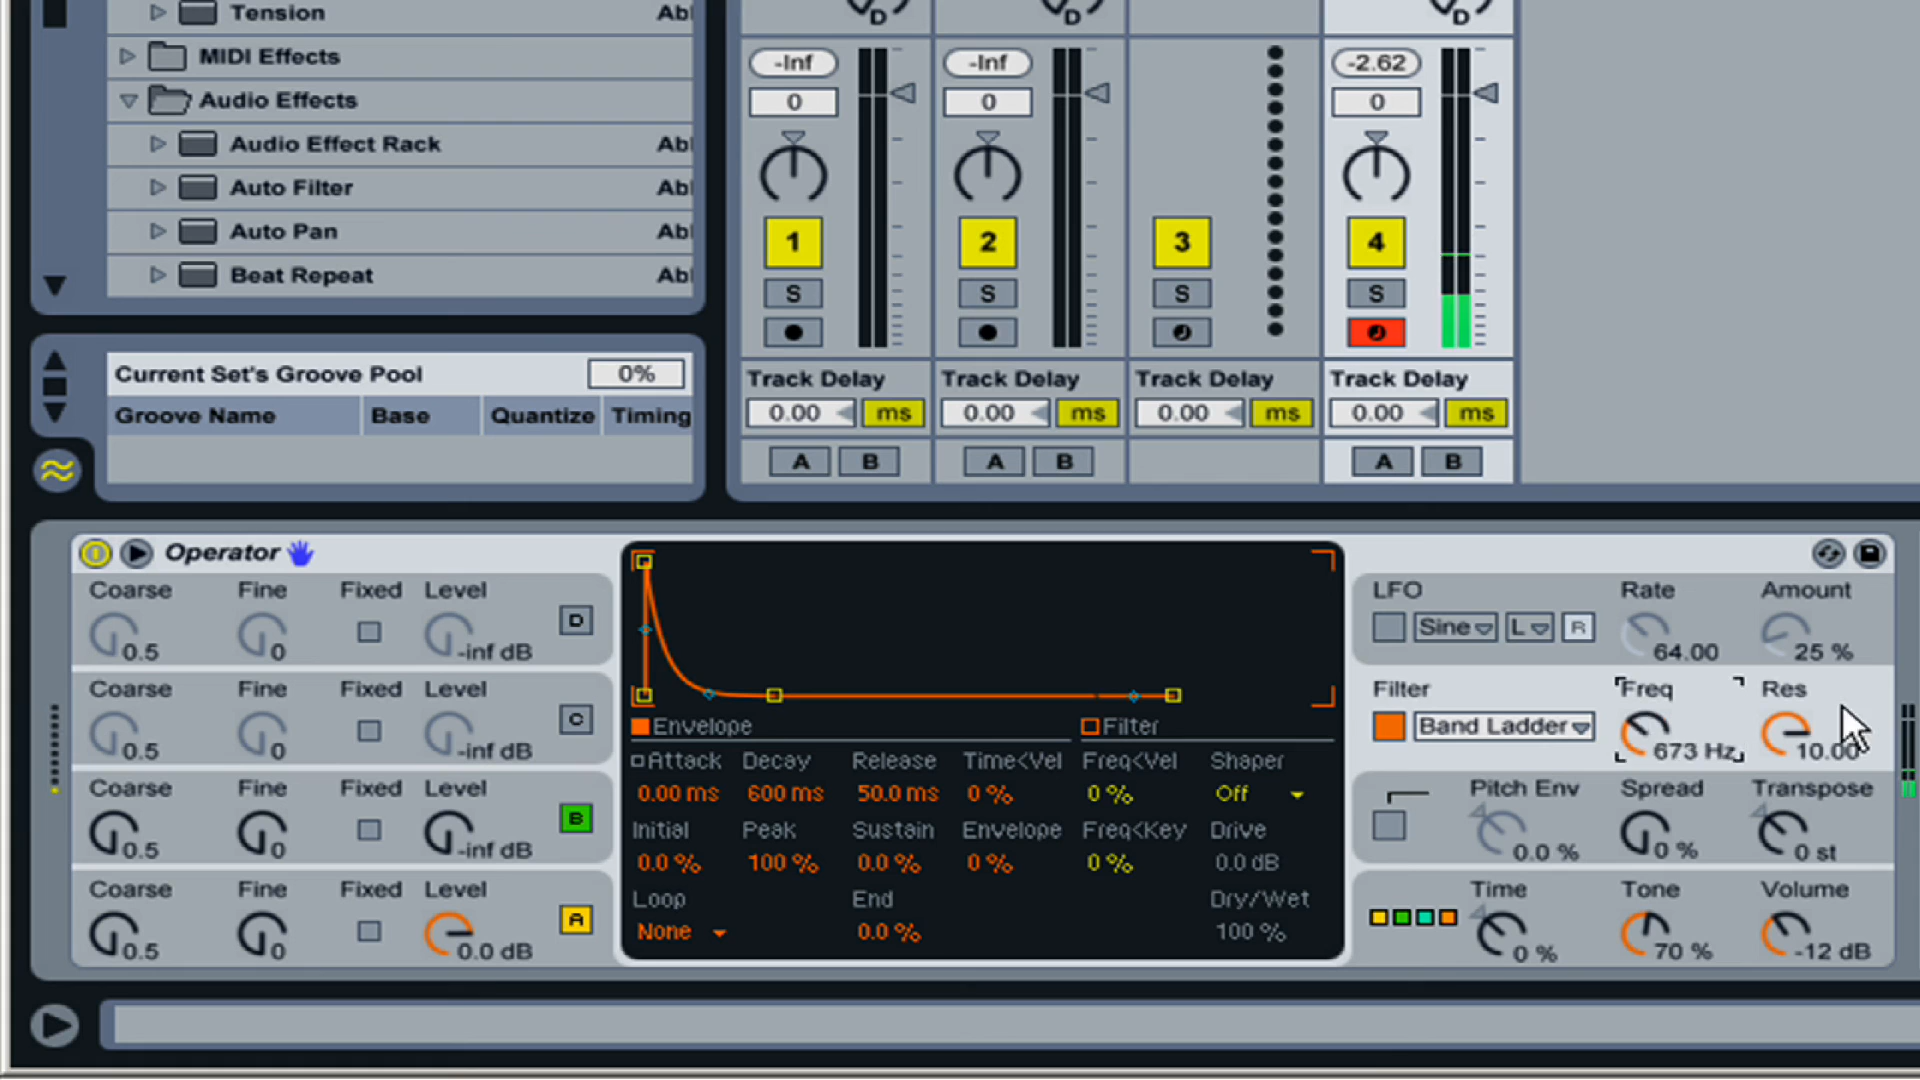 Tension Abl
MIDI Effects
Audio Effects
Audio Effect Rack Abl
Auto Filter Abl
Auto Pan Abl
Beat Repeat Abl
Current Set's Groove Pool 0%
Groove Name Base Quantize Timing
D D D
-Inf -Inf -2.62
0 0 0
1 2 3 4
S S S S
Track Delay Track Delay Track Delay Track Delay
0.00 ms 0.00 ms 0.00 ms 0.00 ms
A B A B A B
Operator
Coarse Fine Fixed Level D
0.5 0 -inf dB
Coarse Fine Fixed Level C
0.5 0 -inf dB
Coarse Fine Fixed Level B
0.5 0 -inf dB
Coarse Fine Fixed Level A
0.5 0 0.0 dB
Envelope Filter
Attack Decay Release Time<Vel Freq<Vel Shaper
0.00 ms 600 ms 50.0 ms 0 % 0 % Off
Initial Peak Sustain Envelope Freq<Key Drive
0.0 % 100 % 0.0 % 0 % 0 % 0.0 dB
Loop End Dry/Wet
None 0.0 % 100 %
LFO Rate Amount
Sine L R 64.00 25 %
Filter Freq Res
Band Ladder 673 Hz 10.00
Pitch Env Spread Transpose
0.0 % 0 % 0 st
Time Tone Volume
0 % 70 % -12 dB